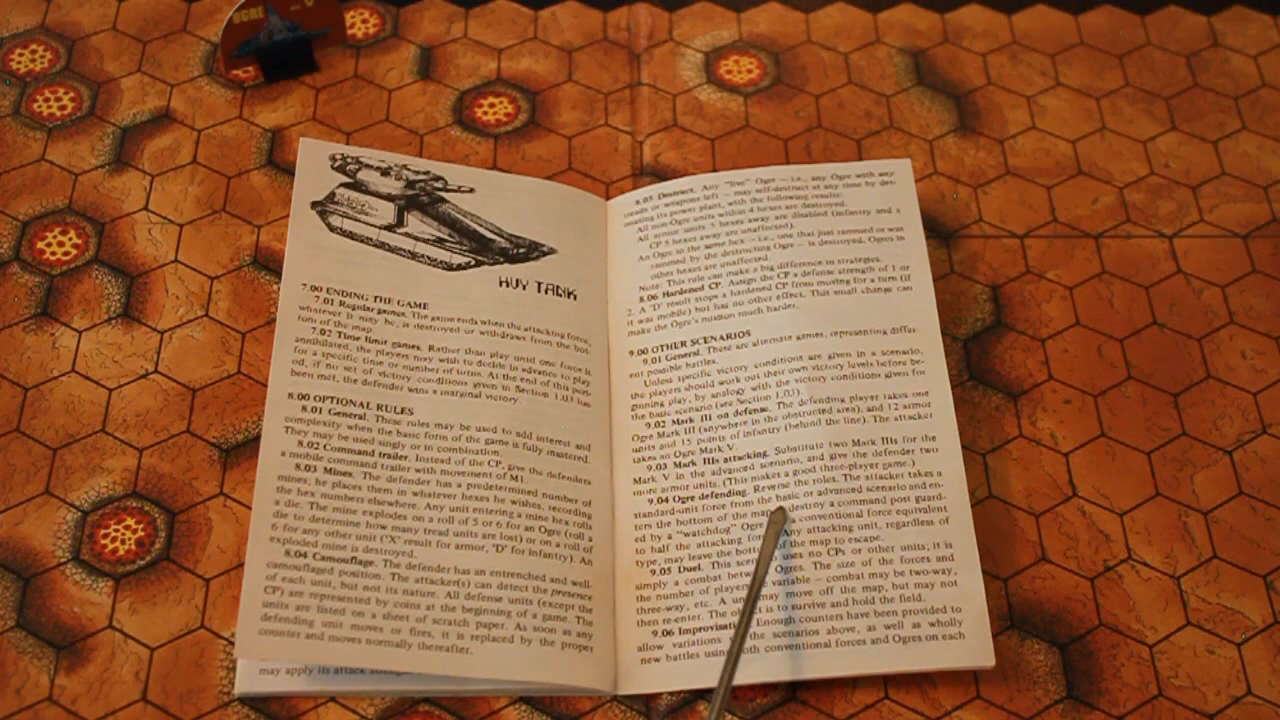 OGRE
HVY TANK
7.00 ENDING THE GAME
7.01 Regular games. The game ends when the attacking force,
whatever it may be, is destroyed or withdraws from the bot-
tom of the map.
7.02 Time limit games. Rather than play until one force is
annihilated, the players may wish to decide in advance to play
for a specific time or number of turns. At the end of this peri-
od, if no set of victory conditions given in Section 1.03 has
been met, the defender wins a marginal victory.
8.00 OPTIONAL RULES
8.01 General. These rules may be used to add interest and
complexity when the basic form of the game is fully mastered.
They may be used singly or in combination.
8.02 Command trailer. Instead of the CP, give the defenders
a mobile command trailer with movement of M1.
8.03 Mines. The defender has a predetermined number of
mines; he places them in whatever hexes he wishes, recording
the hex numbers elsewhere. Any unit entering a mine hex rolls
a die. The mine explodes on a roll of 5 or 6 for an Ogre (roll a
die to determine how many tread units are lost) or on a roll of
6 for any other unit ("X" result for armor, "D" for infantry). An
exploded mine is destroyed.
8.04 Camouflage. The defender has an entrenched and well-
camouflaged position. The attacker(s) can detect the presence
of each unit, but not its nature. All defense units (except the
CP) are represented by coins at the beginning of a game. The
units are listed on a sheet of scratch paper. As soon as any
defending unit moves or fires, it is replaced by the proper
counter and moves normally thereafter.
may apply its attack strength
8.05 Destruct. Any "live" Ogre — i.e., any Ogre with any
treads or weapons left — may self-destruct at any time by det-
onating its power plant, with the following results:
All non-Ogre units within 4 hexes are destroyed.
All armor units 5 hexes away are disabled (infantry and a
CP 5 hexes away are unaffected).
An Ogre in the same hex — i.e., one that just rammed or was
rammed by the destructing Ogre — is destroyed. Ogres in
other hexes are unaffected.
Note: This rule can make a big difference in strategies.
8.06 Hardened CP. Assign the CP a defense strength of 1 or
2. A "D" result stops a hardened CP from moving for a turn (if
it was mobile) but has no other effect. This small change can
make the Ogre's mission much harder.
9.00 OTHER SCENARIOS
9.01 General. These are alternate games, representing differ-
ent possible battles.
Unless specific victory conditions are given in a scenario,
the players should work out their own victory levels before be-
ginning play, by analogy with the victory conditions given for
the basic scenario (see Section 1.03).
9.02 Mark III on defense. The defending player takes one
Ogre Mark III (anywhere in the obstructed area), and 12 armor
units and 15 points of infantry (behind the line). The attacker
takes an Ogre Mark V.
9.03 Mark IIIs attacking. Substitute two Mark IIIs for the
Mark V in the advanced scenario, and give the defender two
more armor units. (This makes a good three-player game.)
9.04 Ogre defending. Reverse the roles. The attacker takes a
standard-unit force from the basic or advanced scenario and en-
ters the bottom of the map destroy a command post guard-
ed by a "watchdog" Ogre conventional force equivalent
to half the attacking Any attacking unit, regardless of
type, may leave the bottom of the map to escape.
9.05 Duel. This uses no CPs or other units; it is
simply a combat between Ogres. The size of the forces and
the number of players variable — combat may be two-way,
three-way, etc. A unit may move off the map, but may not
then re-enter. The object is to survive and hold the field.
9.06 Improvisation. Enough counters have been provided to
allow variations the scenarios above, as well as wholly
new battles using both conventional forces and Ogres on each